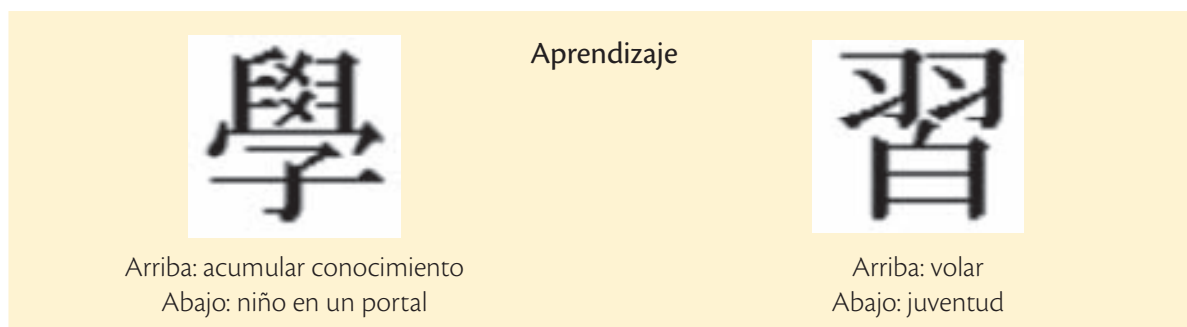 Aprendizaje
學
習
Arriba: acumular conocimiento
Abajo: niño en un portal
Arriba: volar
Abajo: juventud